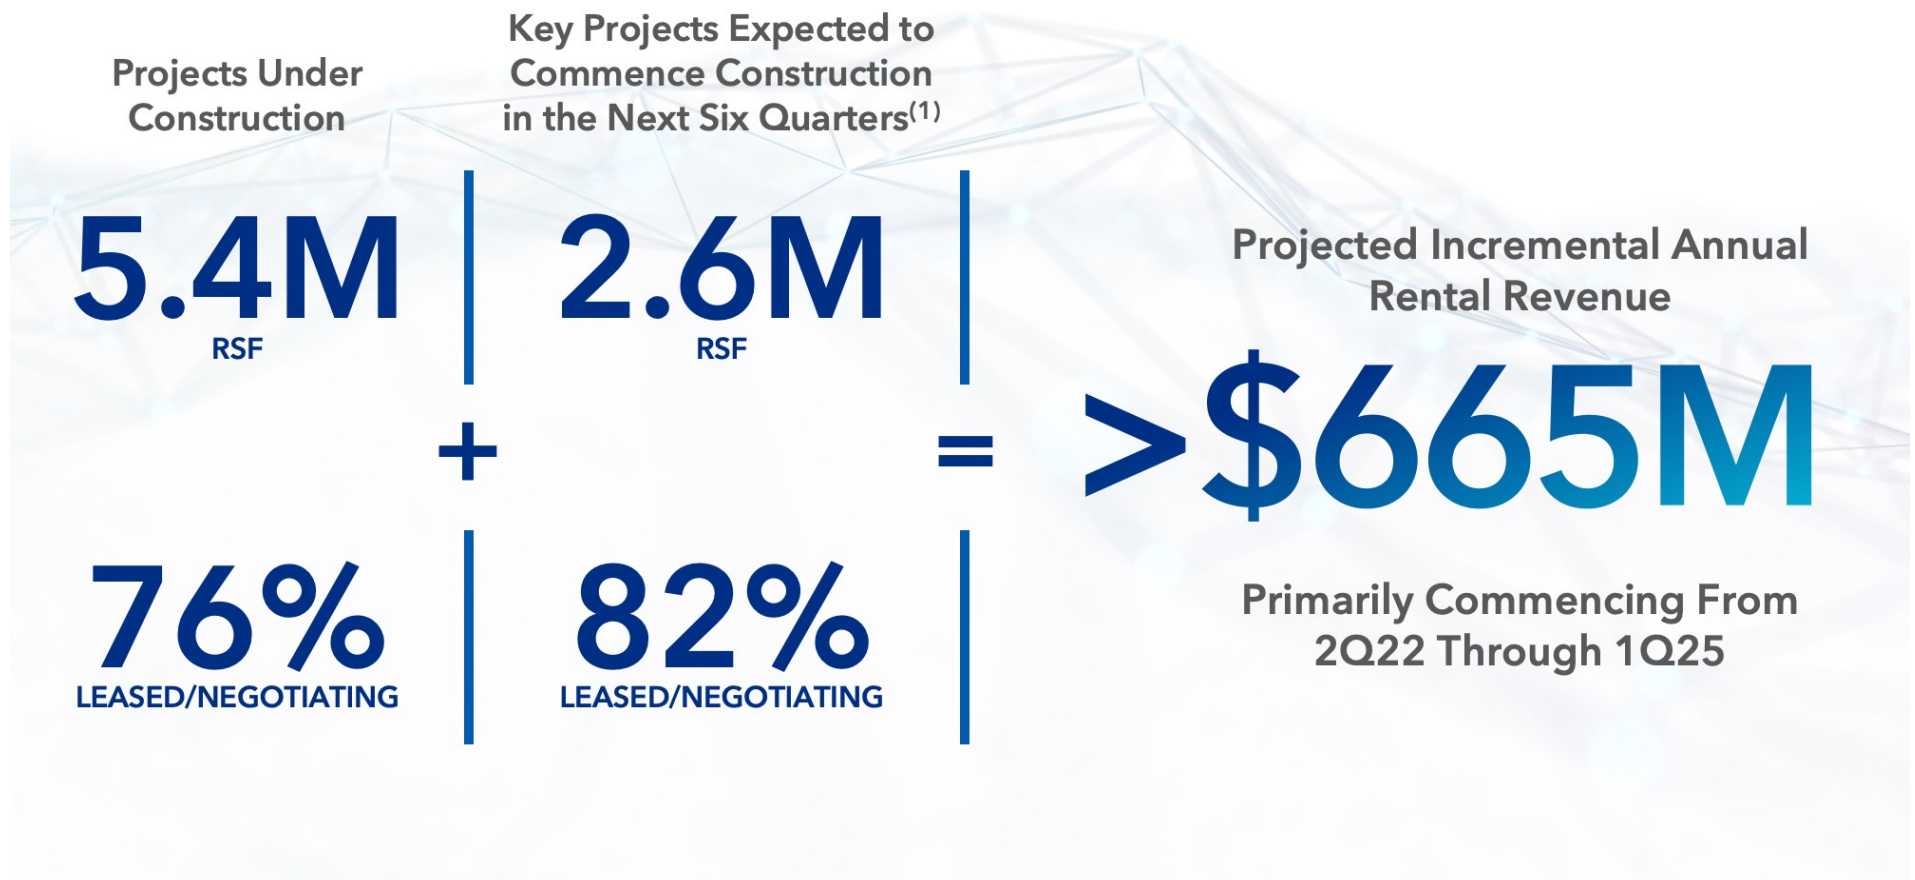 Projects Under
Construction
5.4M
RSF
76%
LEASED/NEGOTIATING
+
Key Projects Expected to
Commence Construction
in the Next Six Quarters(1)
2.6M
RSF
82%
LEASED/NEGOTIATING
=
Projected Incremental Annual
Rental Revenue
>$665M
Primarily Commencing From
2Q22 Through 1Q25